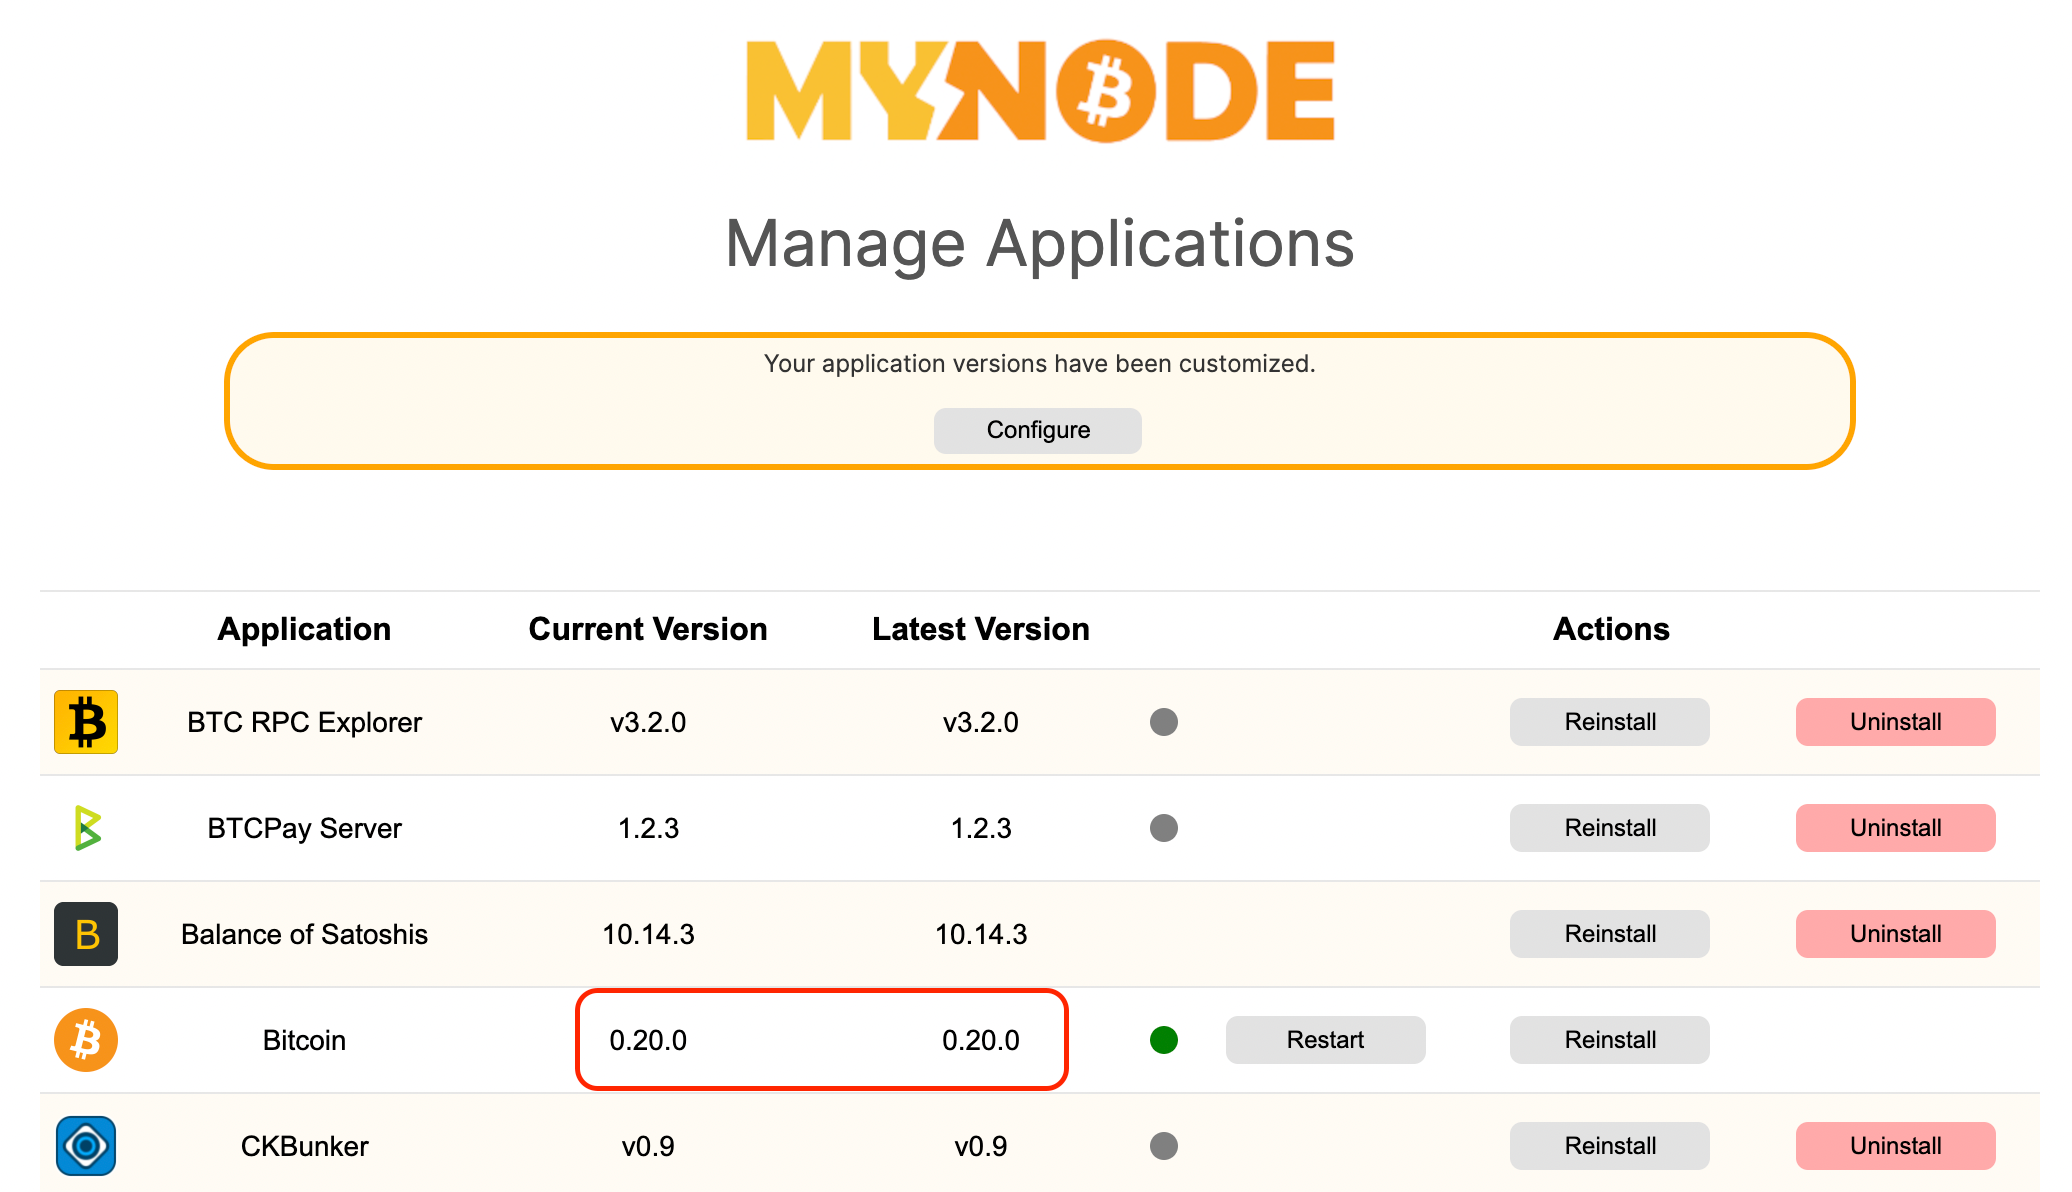 MYNODE
Manage Applications
Your application versions have been customized.
Configure
Application Current Version Latest Version Actions
BTC RPC Explorer v3.2.0 v3.2.0 Reinstall Uninstall
BTCPay Server 1.2.3 1.2.3 Reinstall Uninstall
B Balance of Satoshis 10.14.3 10.14.3 Reinstall Uninstall
Bitcoin 0.20.0 0.20.0 Restart Reinstall
CKBunker v0.9 v0.9 Reinstall Uninstall